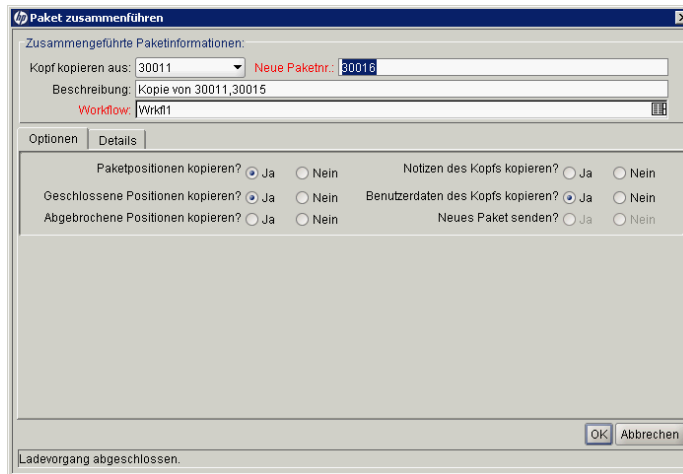 Paket zusammenführen
Zusammengeführte Paketinformationen:
Kopf kopieren aus: 30011 Neue Paketnr.: 30016
Beschreibung: Kopie von 30011,30015
Workflow: Wrkfl1
Optionen Details
Paketpositionen kopieren? Ja Nein Notizen des Kopfs kopieren? Ja Nein
Geschlossene Positionen kopieren? Ja Nein Benutzerdaten des Kopfs kopieren? Ja Nein
Abgebrochene Positionen kopieren? Ja Nein Neues Paket senden? Ja Nein
OK Abbrechen
Ladevorgang abgeschlossen.